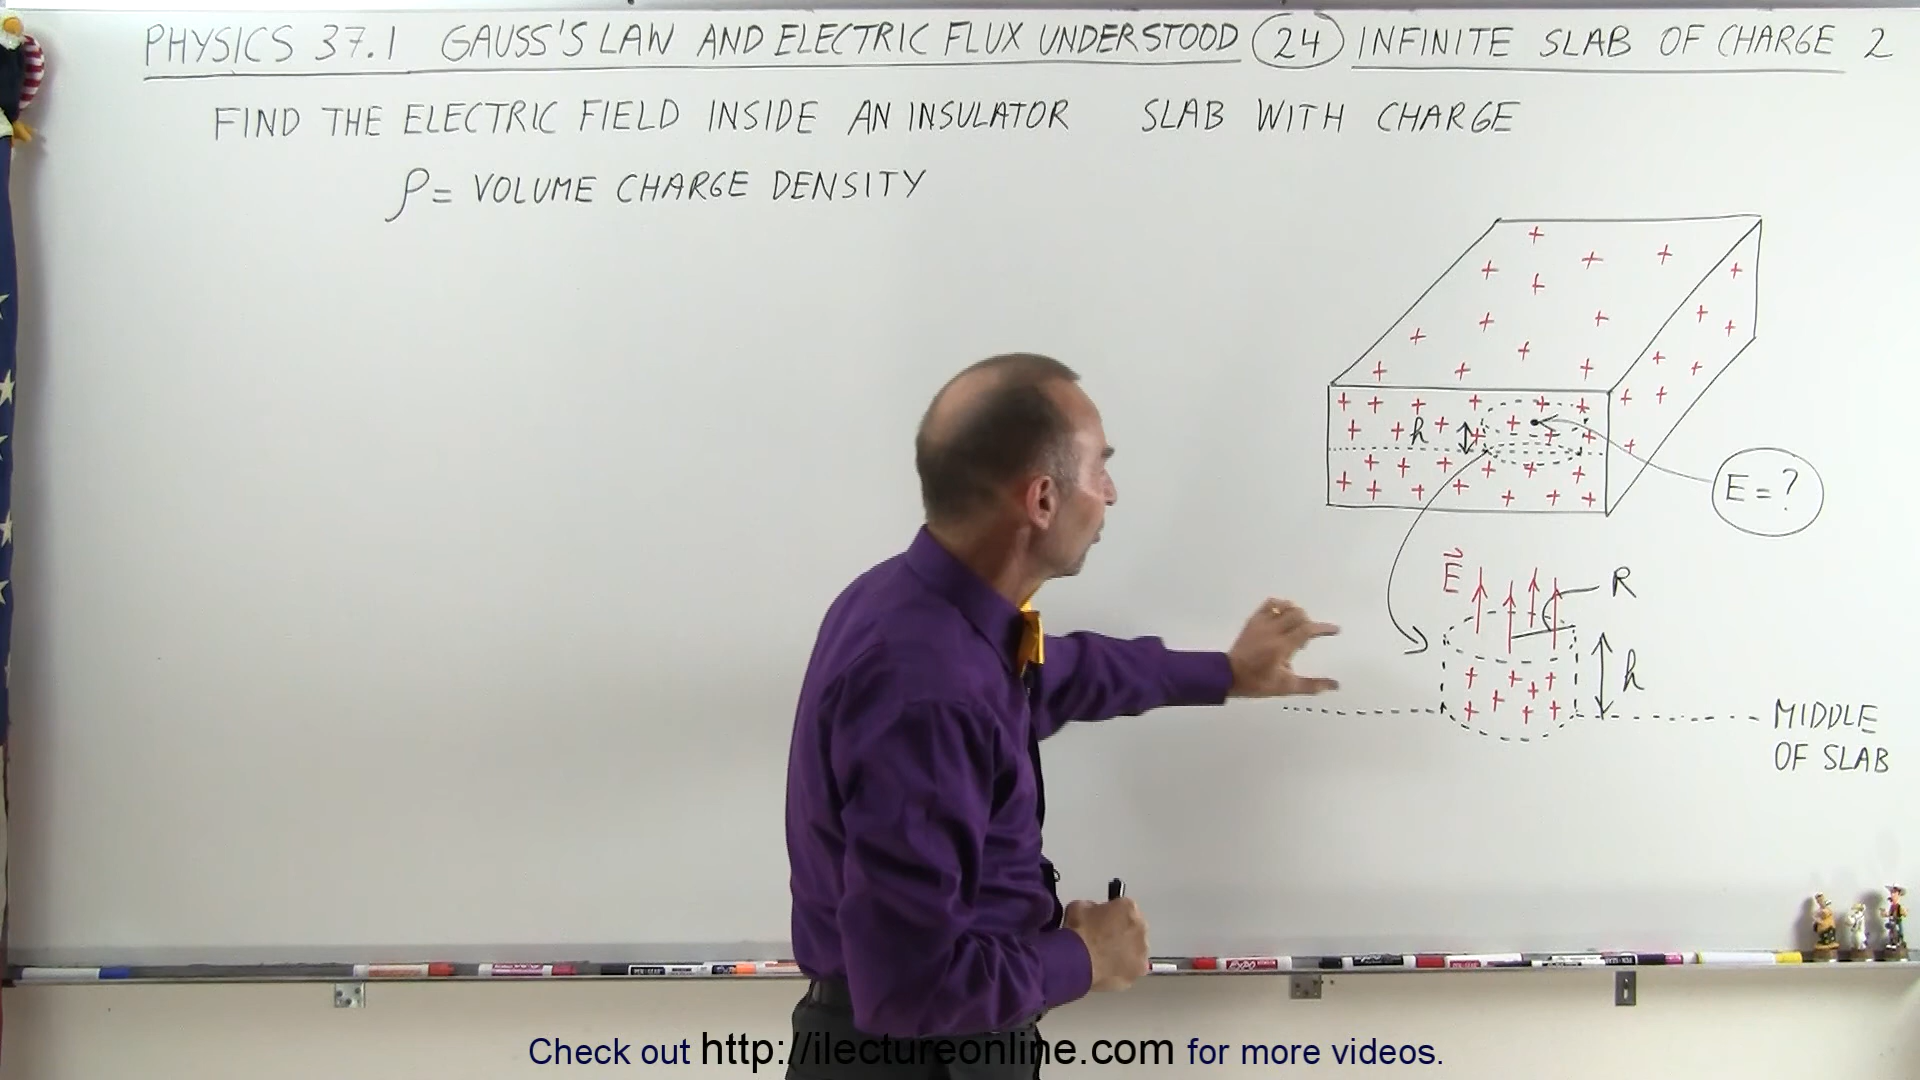 PHYSICS 37.1 GAUSS'S LAW AND ELECTRIC FLUX UNDERSTOOD 24 INFINITE SLAB OF CHARGE 2
FIND THE ELECTRIC FIELD INSIDE AN INSULATOR SLAB WITH CHARGE
ρ = VOLUME CHARGE DENSITY
h
E = ?
E
R
h
MIDDLE
OF SLAB
Check out http://ilectureonline.com for more videos.